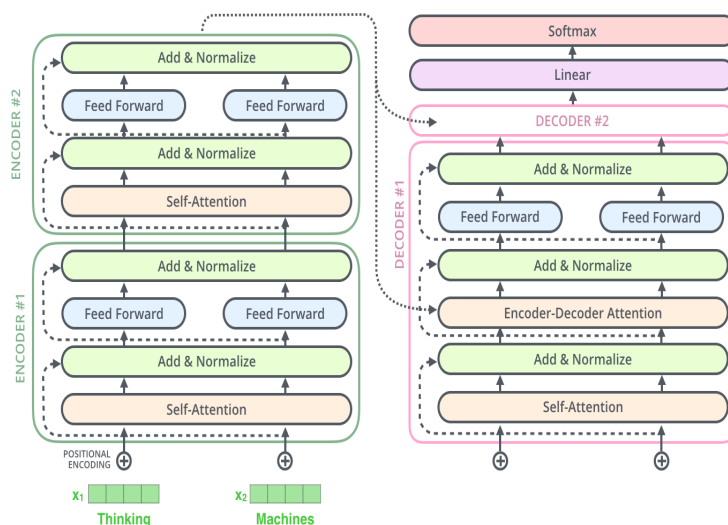 ENCODER #2
Add & Normalize
Feed Forward
Feed Forward
Add & Normalize
Self-Attention
ENCODER #1
Add & Normalize
Feed Forward
Feed Forward
Add & Normalize
Self-Attention
POSITIONAL
ENCODING
x1
x2
Thinking
Machines
Softmax
Linear
DECODER #2
DECODER #1
Add & Normalize
Feed Forward
Feed Forward
Add & Normalize
Encoder-Decoder Attention
Add & Normalize
Self-Attention